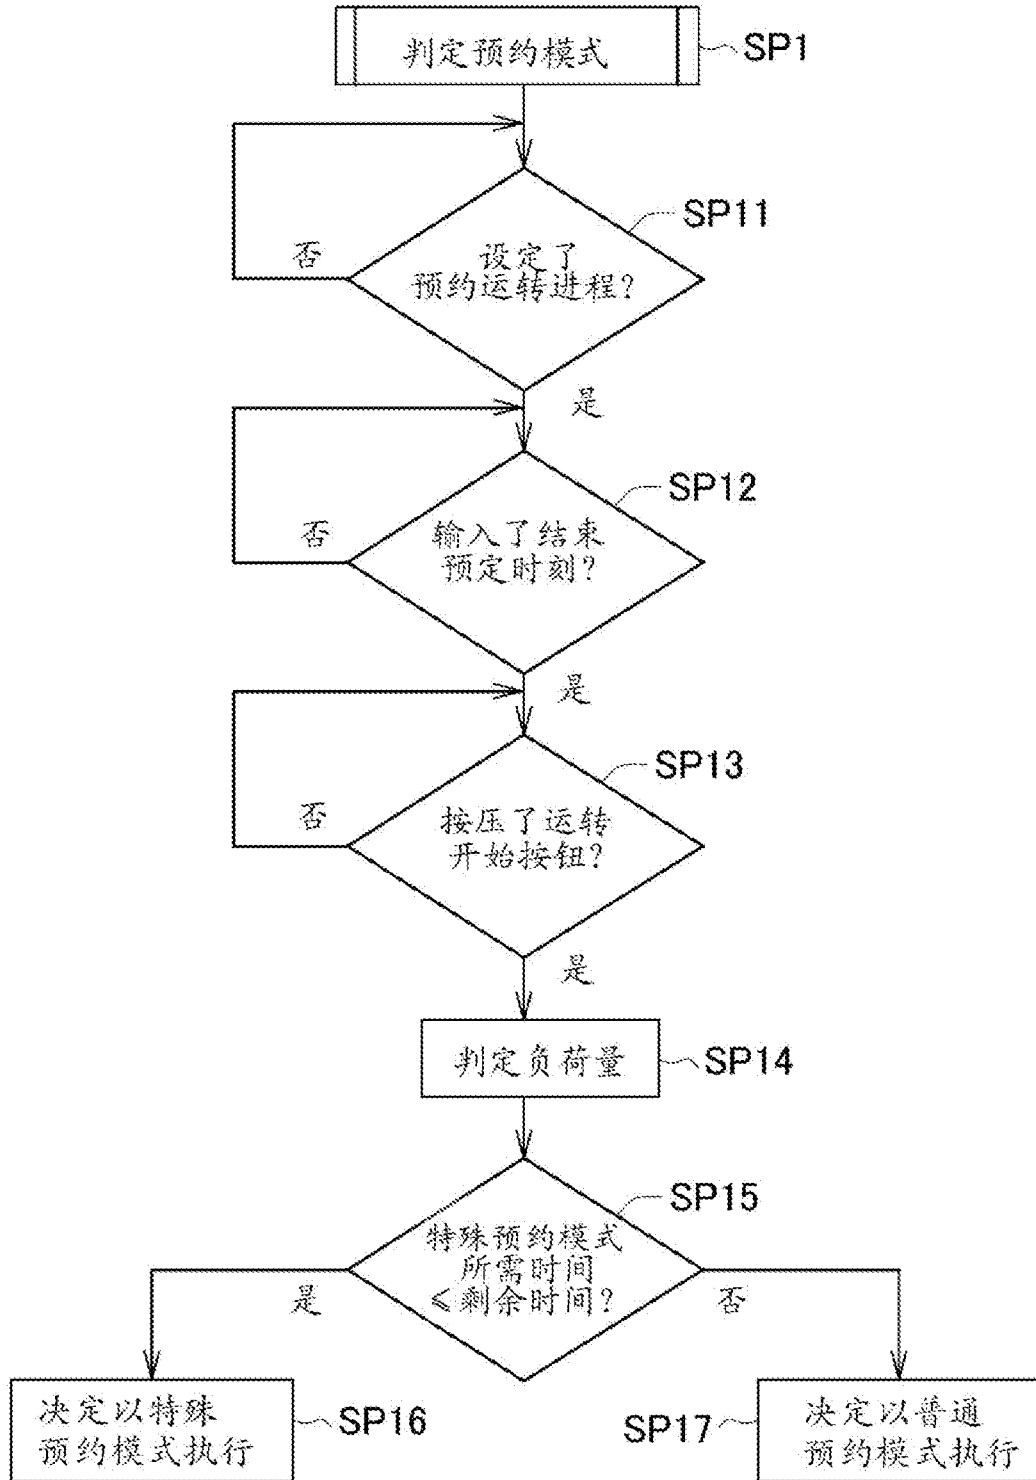 判定预约模式
SP1
SP11
设定了
预约运转进程?
否
是
SP12
输入了结束
预定时刻?
否
是
SP13
按压了运转
开始按钮?
否
是
判定负荷量
SP14
SP15
特殊预约模式
所需时间
≤剩余时间?
是
否
决定以特殊
预约模式执行
SP16
SP17
决定以普通
预约模式执行